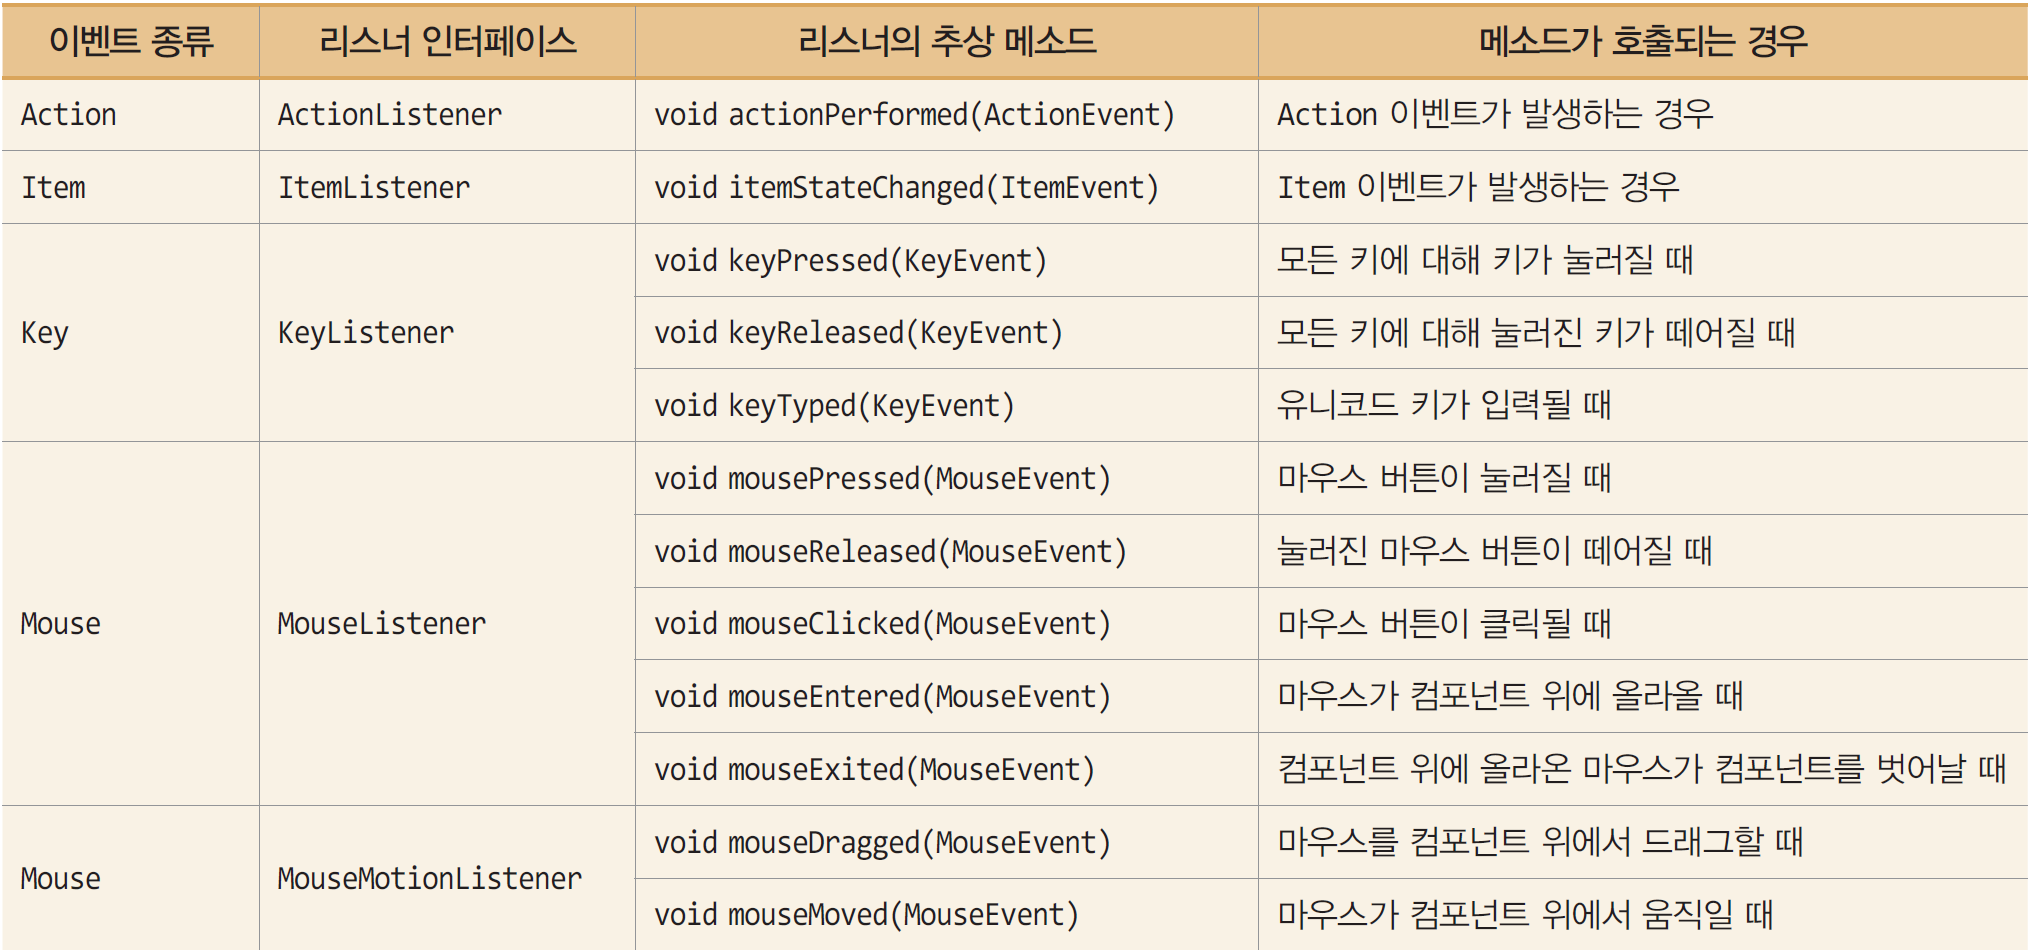 이벤트 종류 리스너 인터페이스 리스너의 추상 메소드 메소드가 호출되는 경우
Action ActionListener void actionPerformed(ActionEvent) Action 이벤트가 발생하는 경우
Item ItemListener void itemStateChanged(ItemEvent) Item 이벤트가 발생하는 경우
Key KeyListener void keyPressed(KeyEvent) 모든 키에 대해 키가 눌러질 때
void keyReleased(KeyEvent) 모든 키에 대해 눌러진 키가 떼어질 때
void keyTyped(KeyEvent) 유니코드 키가 입력될 때
Mouse MouseListener void mousePressed(MouseEvent) 마우스 버튼이 눌러질 때
void mouseReleased(MouseEvent) 눌러진 마우스 버튼이 떼어질 때
void mouseClicked(MouseEvent) 마우스 버튼이 클릭될 때
void mouseEntered(MouseEvent) 마우스가 컴포넌트 위에 올라올 때
void mouseExited(MouseEvent) 컴포넌트 위에 올라온 마우스가 컴포넌트를 벗어날 때
Mouse MouseMotionListener void mouseDragged(MouseEvent) 마우스를 컴포넌트 위에서 드래그할 때
void mouseMoved(MouseEvent) 마우스가 컴포넌트 위에서 움직일 때